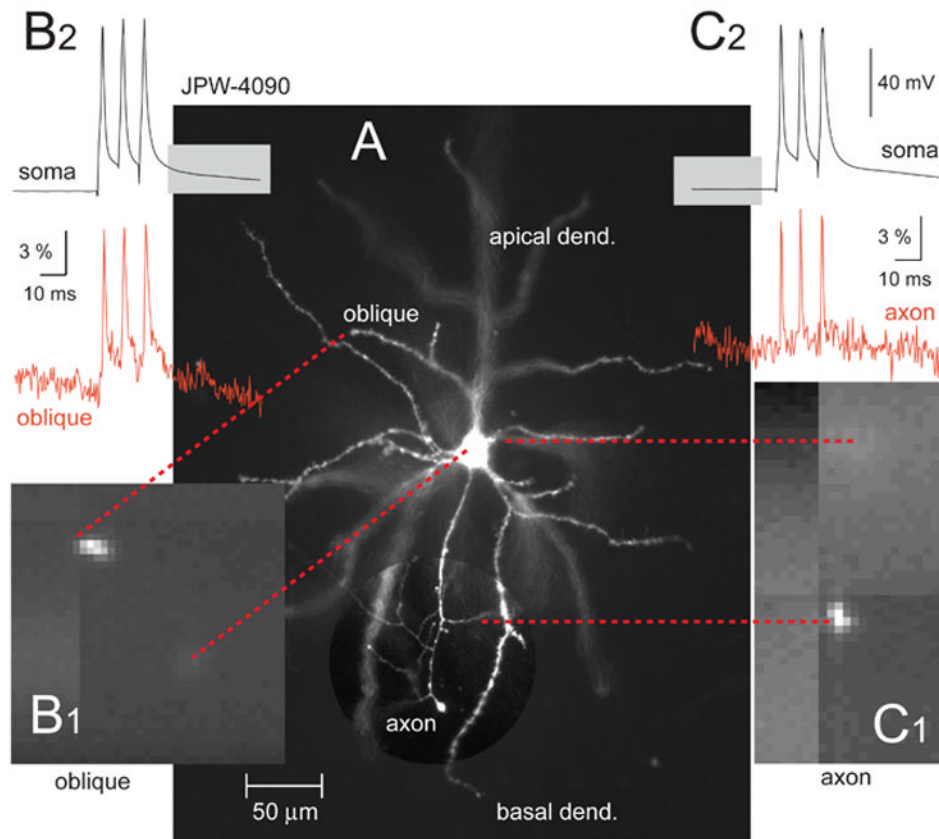 B2
C2
JPW-4090
40 mV
A
soma
soma
apical dend.
3 %
10 ms
3 %
10 ms
oblique
axon
oblique
B1
axon
C1
oblique
50 μm
basal dend.
axon